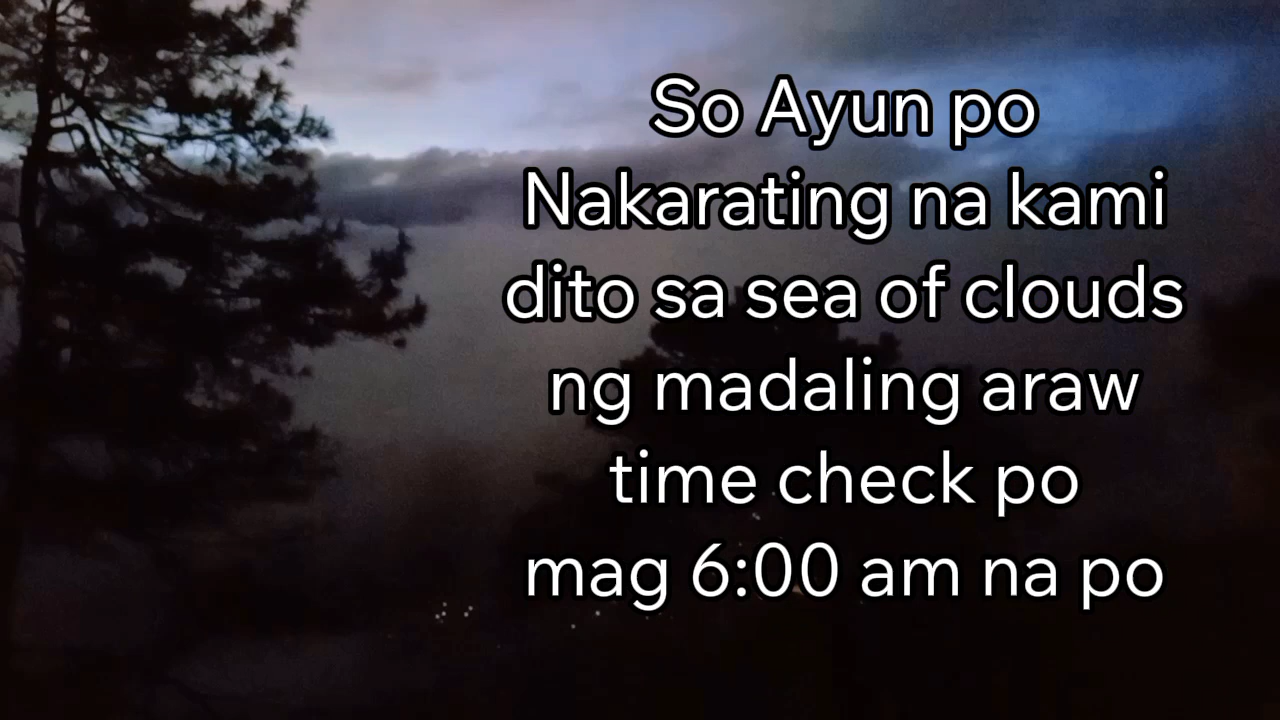 So Ayun po
Nakarating na kami
dito sa sea of clouds
ng madaling araw
time check po
mag 6:00 am na po